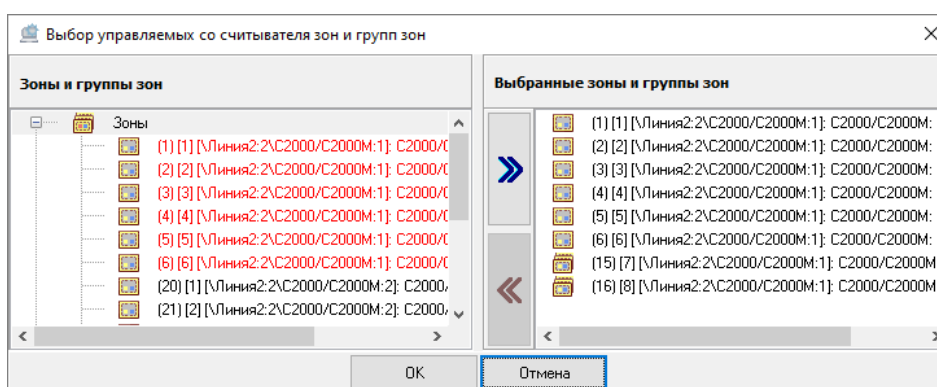 Выбор управляемых со считывателя зон и групп зон
Зоны и группы зон
Зоны
(1) [1] [\Линия2:2\С2000/С2000М:1]: С2000/С
(2) [2] [\Линия2:2\С2000/С2000М:1]: С2000/С
(3) [3] [\Линия2:2\С2000/С2000М:1]: С2000/С
(4) [4] [\Линия2:2\С2000/С2000М:1]: С2000/С
(5) [5] [\Линия2:2\С2000/С2000М:1]: С2000/С
(6) [6] [\Линия2:2\С2000/С2000М:1]: С2000/С
(20) [1] [\Линия2:2\С2000/С2000М:2]: С2000/
(21) [2] [\Линия2:2\С2000/С2000М:2]: С2000/
Выбранные зоны и группы зон
(1) [1] [\Линия2:2\С2000/С2000М:1]: С2000/С2000М:
(2) [2] [\Линия2:2\С2000/С2000М:1]: С2000/С2000М:
(3) [3] [\Линия2:2\С2000/С2000М:1]: С2000/С2000М:
(4) [4] [\Линия2:2\С2000/С2000М:1]: С2000/С2000М:
(5) [5] [\Линия2:2\С2000/С2000М:1]: С2000/С2000М:
(6) [6] [\Линия2:2\С2000/С2000М:1]: С2000/С2000М:
(15) [7] [\Линия2:2\С2000/С2000М:1]: С2000/С2000М
(16) [8] [\Линия2:2\С2000/С2000М:1]: С2000/С2000М
ОК
Отмена